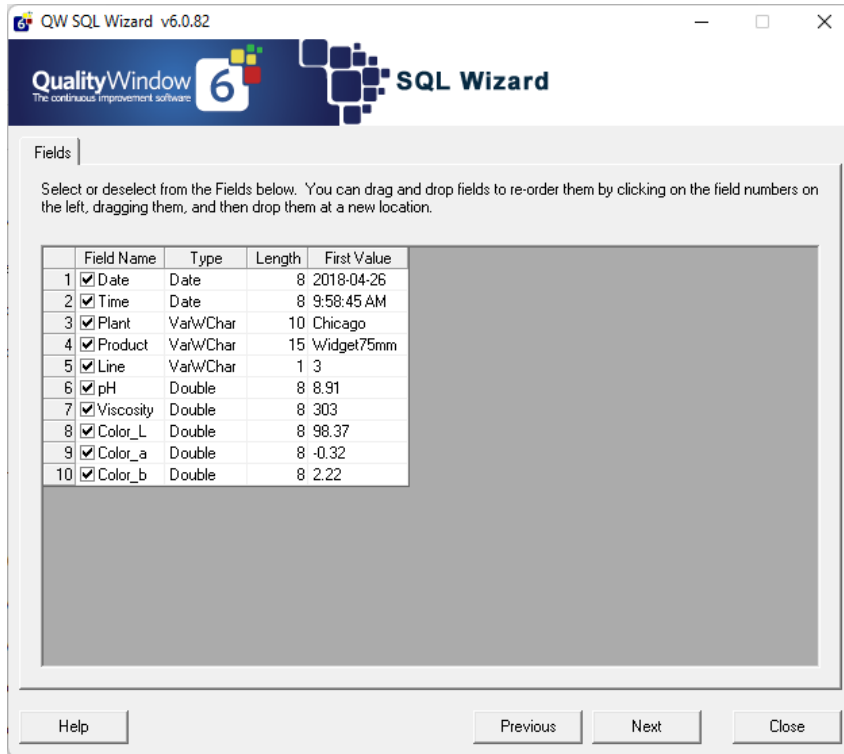 QW SQL Wizard v6.0.82
QualityWindow 6
The continuous improvement software
SQL Wizard
Fields
Select or deselect from the Fields below. You can drag and drop fields to re-order them by clicking on the field numbers on
the left, dragging them, and then drop them at a new location.
Field Name Type Length First Value
1 Date Date 8 2018-04-26
2 Time Date 8 9:58:45 AM
3 Plant VarWChar 10 Chicago
4 Product VarWChar 15 Widget75mm
5 Line VarWChar 1 3
6 pH Double 8 8.91
7 Viscosity Double 8 303
8 Color_L Double 8 98.37
9 Color_a Double 8 -0.32
10 Color_b Double 8 2.22
Help Previous Next Close